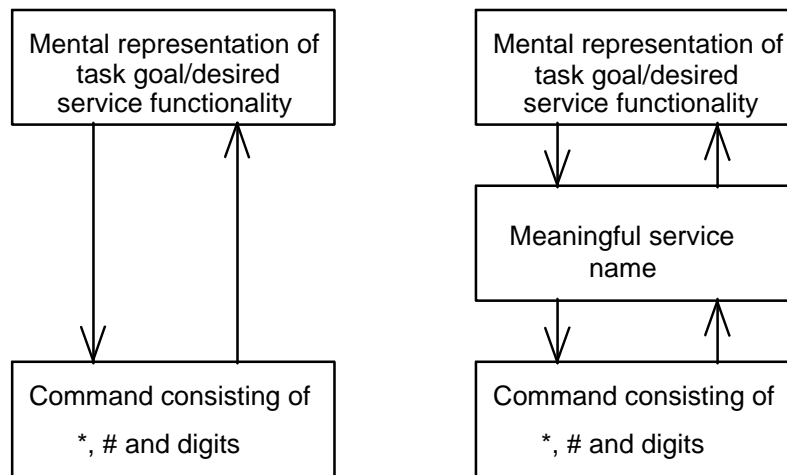 Mental representation of
task goal/desired
service functionality
Command consisting of
*, # and digits
Mental representation of
task goal/desired
service functionality
Meaningful service
name
Command consisting of
*, # and digits